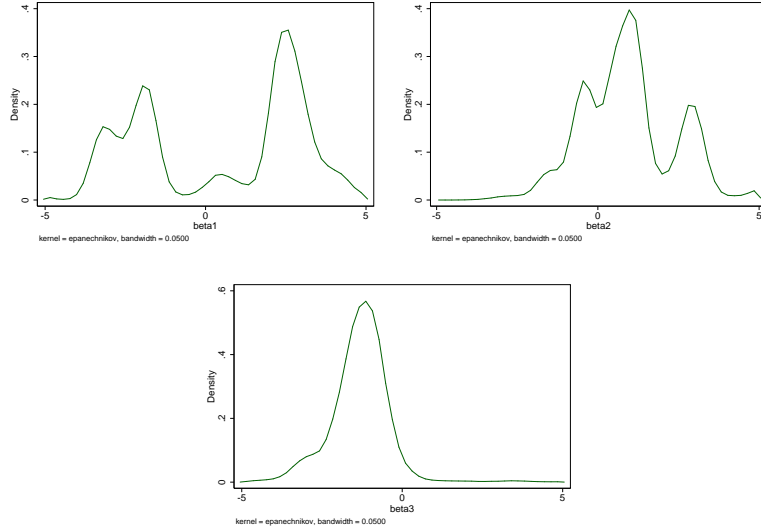 Density
0
.1
.2
.3
.4
-5
0
5
beta1
kernel = epanechnikov, bandwidth = 0.0500
Density
0
.1
.2
.3
.4
-5
0
5
beta2
kernel = epanechnikov, bandwidth = 0.0500
Density
0
.2
.4
.6
-5
0
5
beta3
kernel = epanechnikov, bandwidth = 0.0500